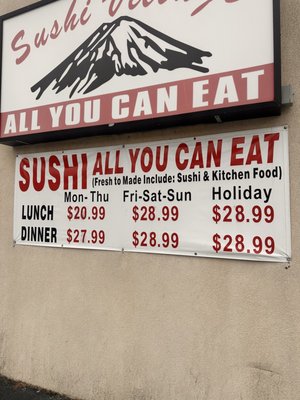 Sushi Village
ALL YOU CAN EAT
SUSHI ALL YOU CAN EAT
(Fresh to Made Include: Sushi & Kitchen Food)
Mon- Thu Fri-Sat-Sun Holiday
LUNCH $20.99 $28.99 $28.99
DINNER $27.99 $28.99 $28.99